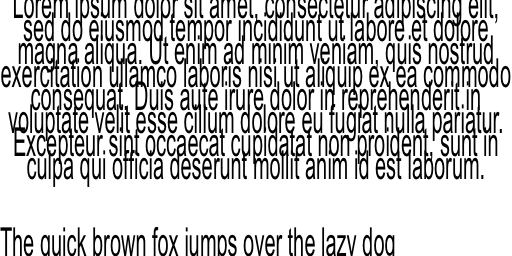 Lorem ipsum dolor sit amet, consectetur adipiscing elit,
sed do eiusmod tempor incididunt ut labore et dolore
magna aliqua. Ut enim ad minim veniam, quis nostrud
exercitation ullamco laboris nisi ut aliquip ex ea commodo
consequat. Duis aute irure dolor in reprehenderit in
voluptate velit esse cillum dolore eu fugiat nulla pariatur.
Excepteur sint occaecat cupidatat non proident, sunt in
culpa qui officia deserunt mollit anim id est laborum.
The quick brown fox jumps over the lazy dog